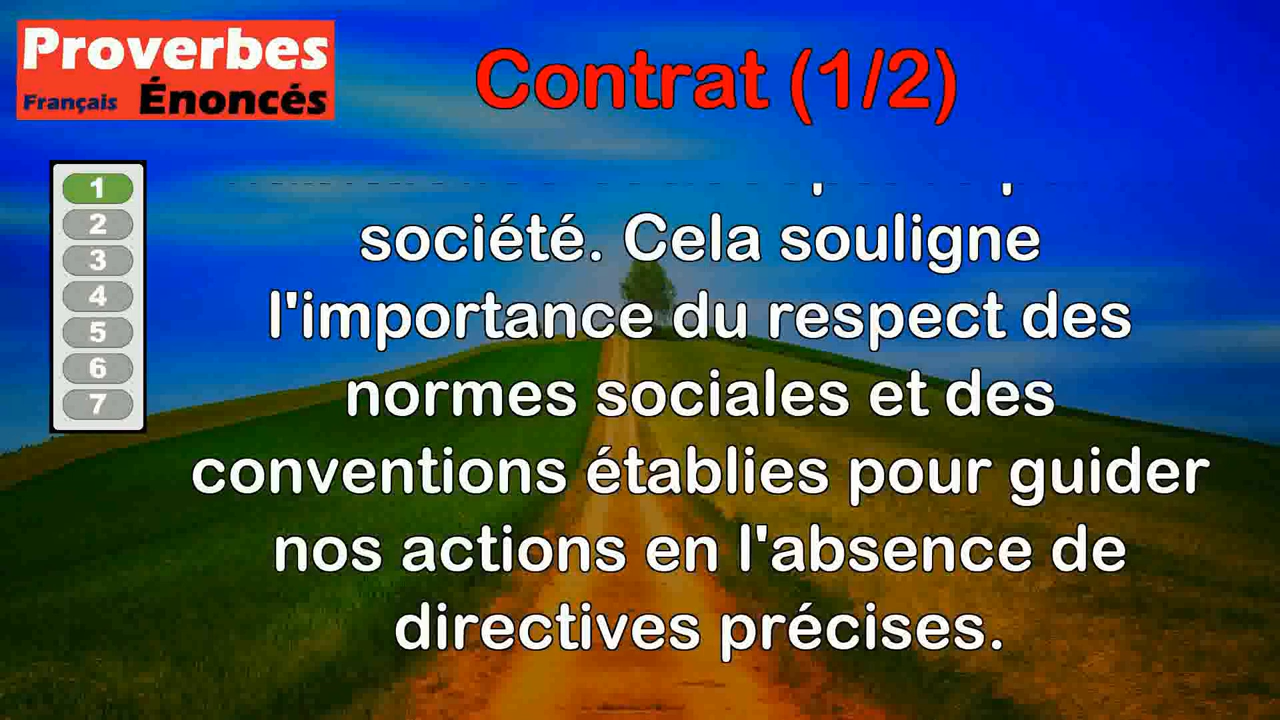 Proverbes
Français Énoncés
Contrat (1/2)
1
2
3
4
5
6
7
société. Cela souligne
l'importance du respect des
normes sociales et des
conventions établies pour guider
nos actions en l'absence de
directives précises.